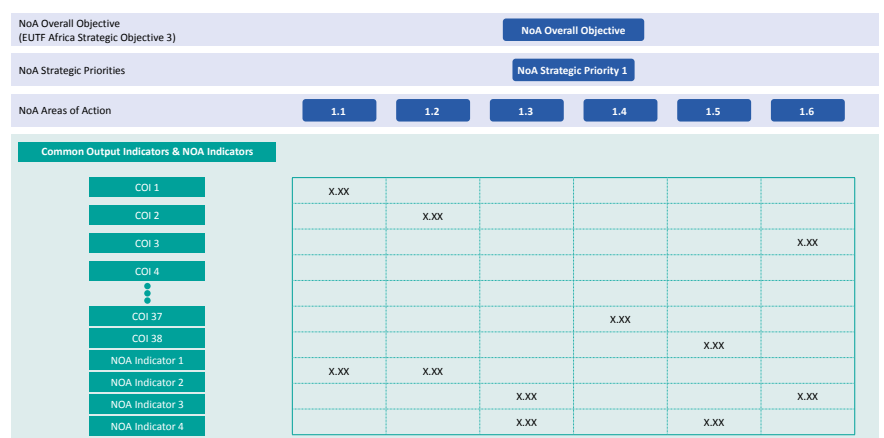 NoA Overall Objective
(EUTF Africa Strategic Objective 3)
NoA Overall Objective
NoA Strategic Priorities
NoA Strategic Priority 1
NoA Areas of Action
1.1 1.2 1.3 1.4 1.5 1.6
Common Output Indicators & NOA Indicators
COI 1
X.XX
COI 2
X.XX
COI 3
X.XX
COI 4
COI 37
X.XX
COI 38
X.XX
NOA Indicator 1
X.XX X.XX
NOA Indicator 2
NOA Indicator 3
X.XX X.XX
NOA Indicator 4
X.XX X.XX